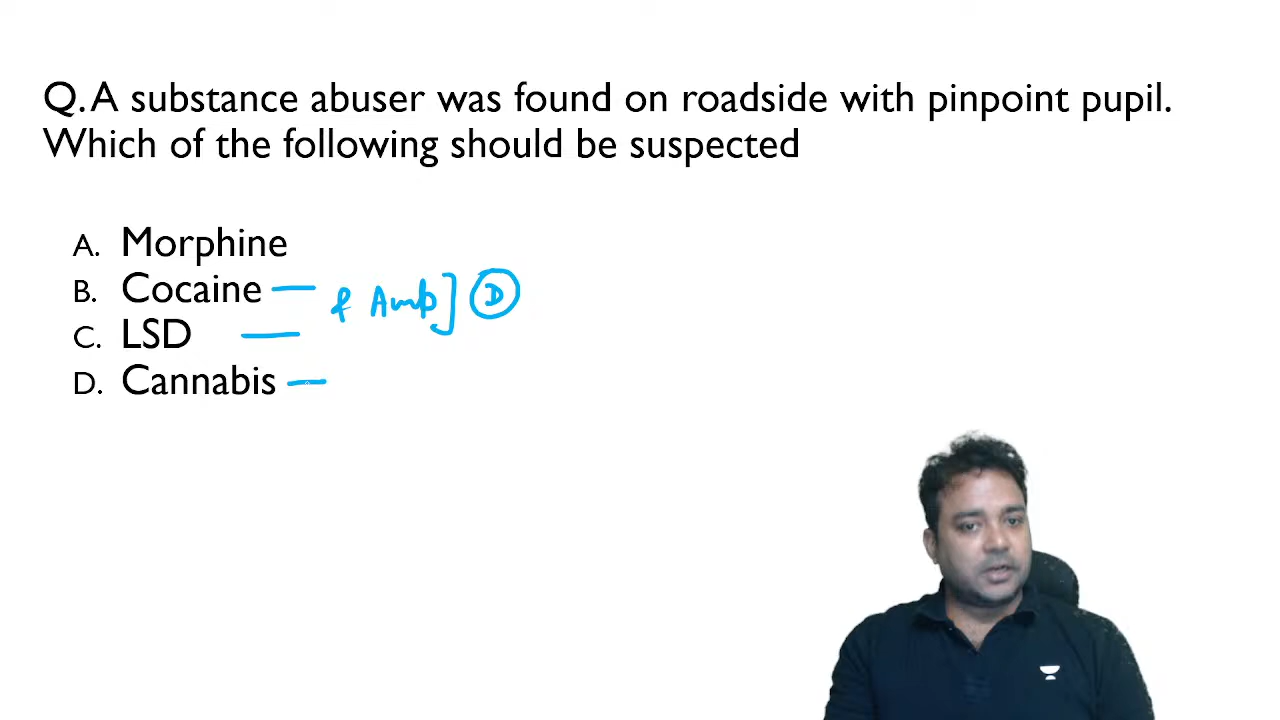 Q. A substance abuser was found on roadside with pinpoint pupil.
Which of the following should be suspected
A. Morphine
B. Cocaine
& Amp] D
C. LSD
D. Cannabis